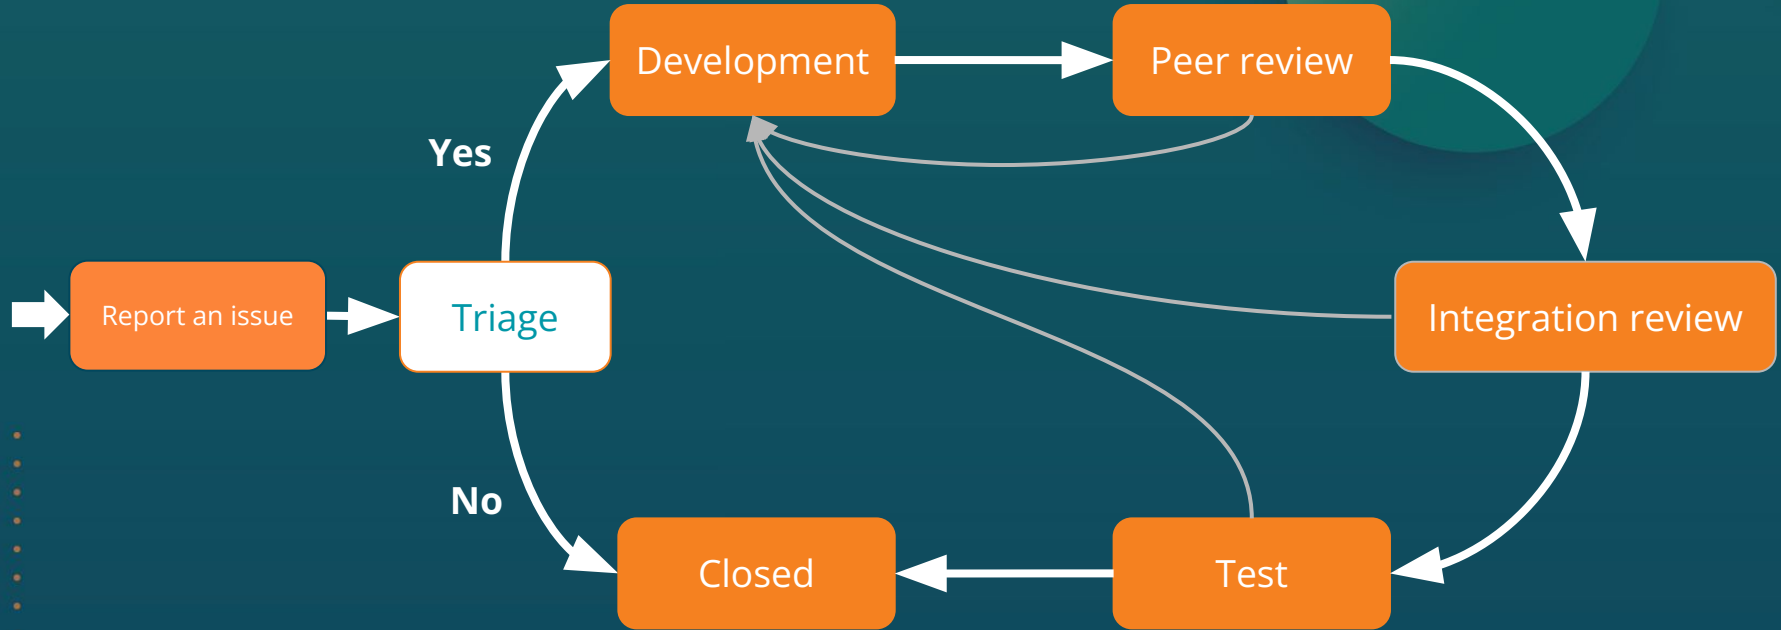 Development
Peer review
Yes
Report an issue
Triage
Integration review
No
Closed
Test